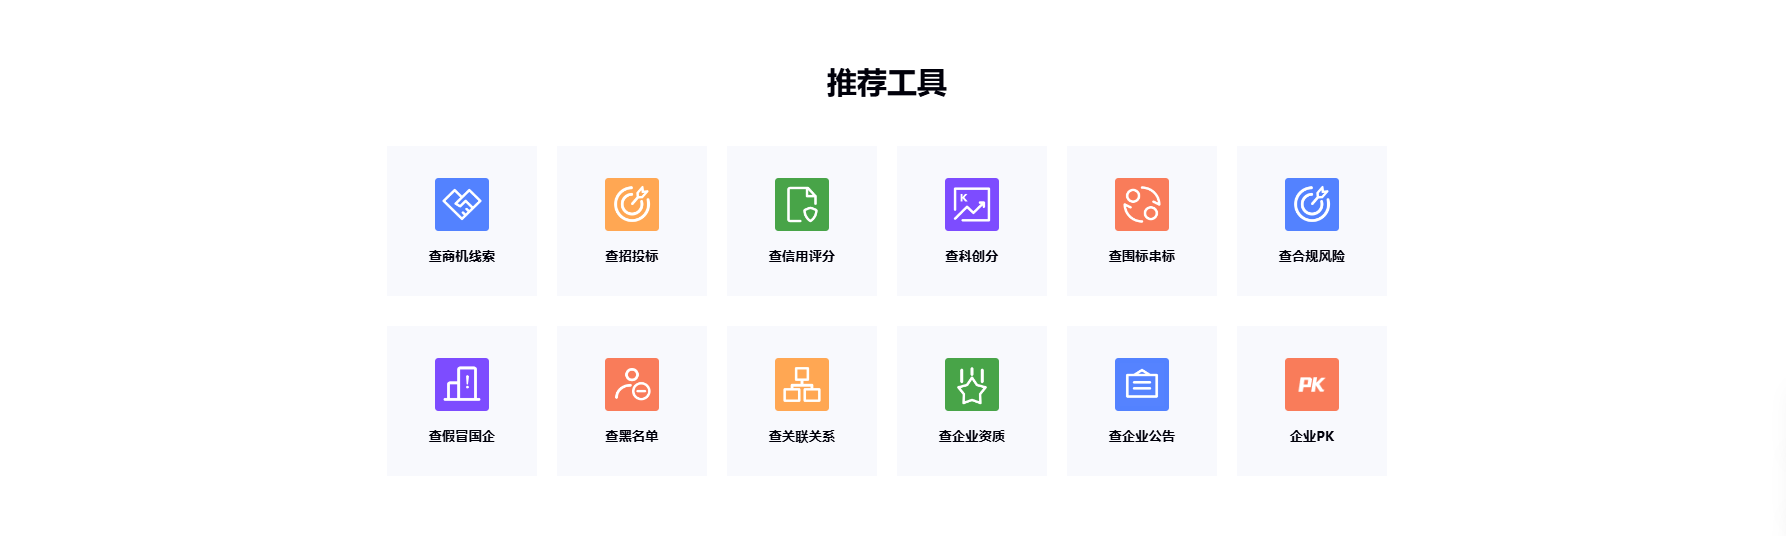 推荐工具
查商机线索
查招投标
查信用评分
K
查科创分
查围标串标
查合规风险
查假冒国企
查黑名单
查关联关系
查企业资质
查企业公告
PK
企业PK